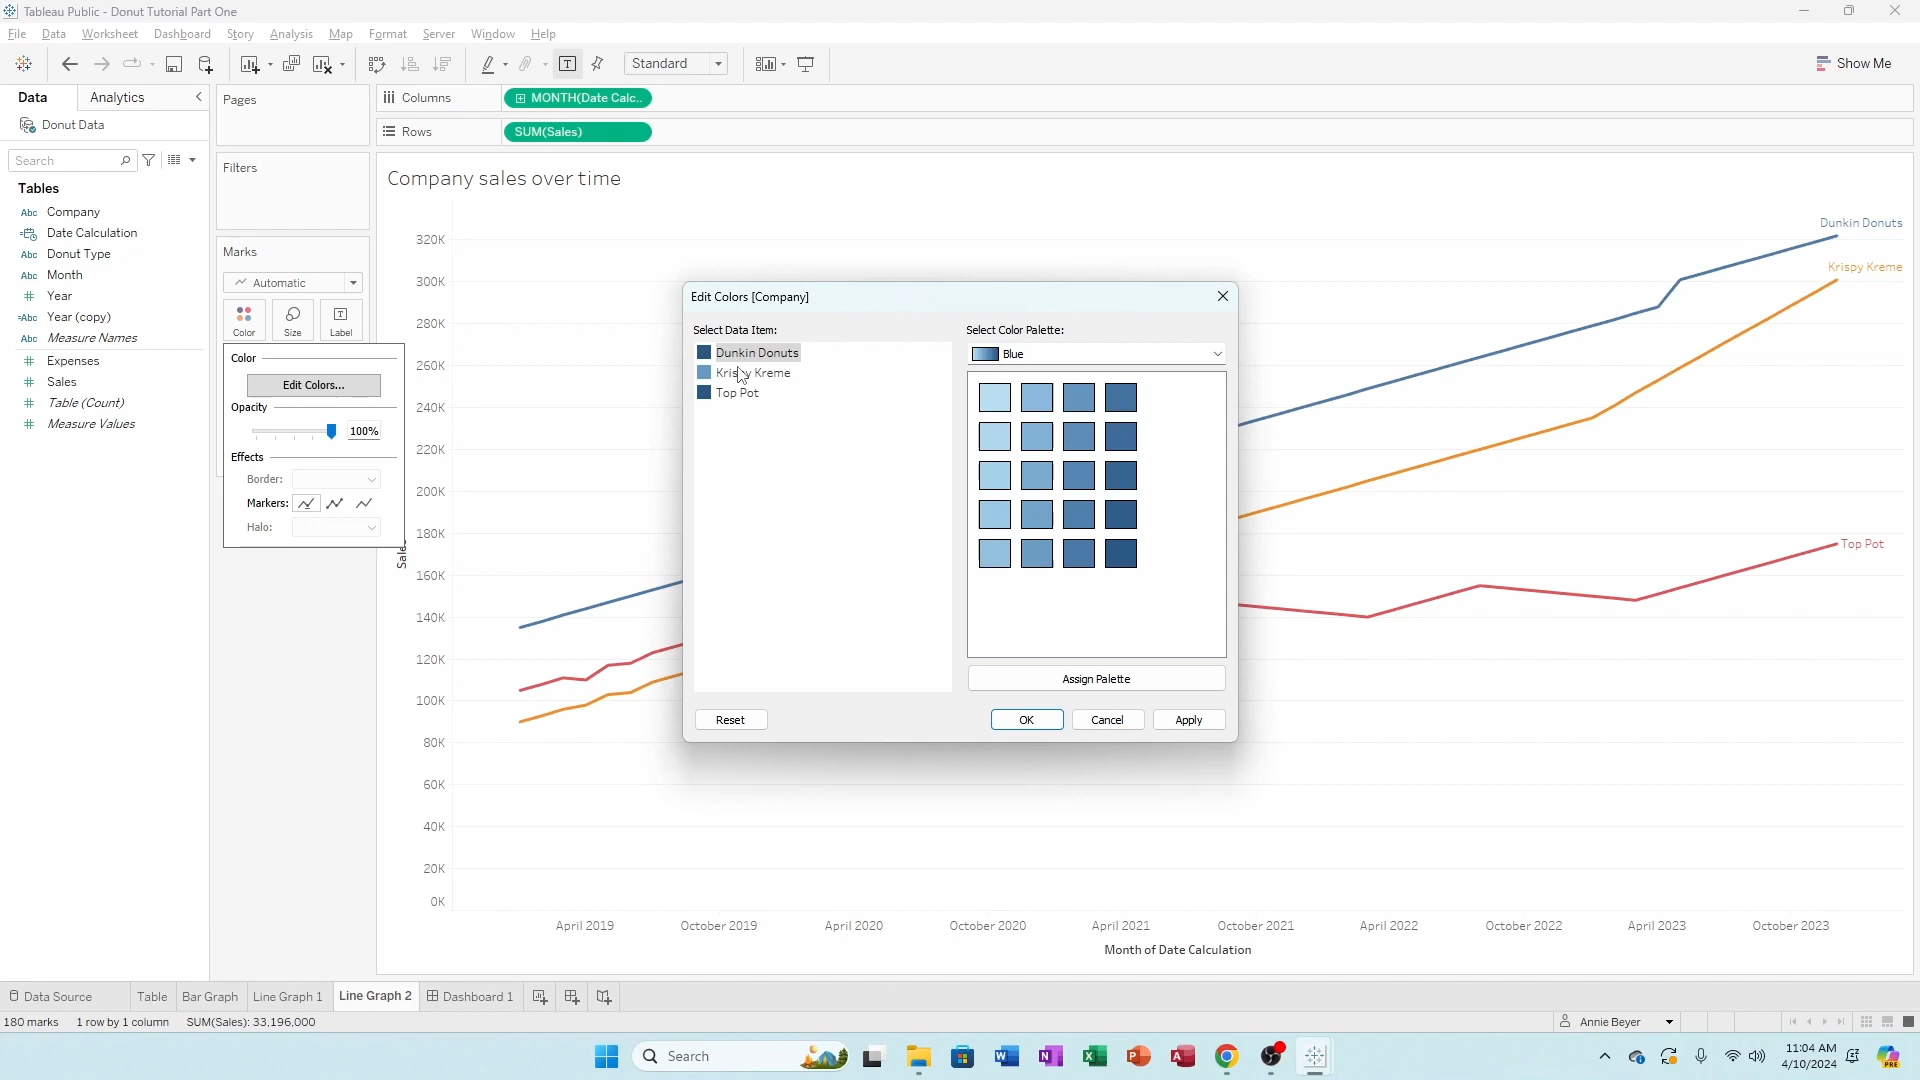 Tableau Public - Donut Tutorial Part One
File Data Worksheet Dashboard Story Analysis Map Format Server Window Help
Standard
Show Me
Data Analytics
Donut Data
Search
Tables
Abc Company
Date Calculation
Abc Donut Type
Abc Month
Year
=Abc Year (copy)
Abc Measure Names
Expenses
Sales
Table (Count)
Measure Values
Pages
Filters
Marks
Automatic
Color Size Label
Color
Edit Colors...
Opacity
100%
Effects
Border:
Markers:
Halo:
Columns MONTH(Date Calc..
Rows SUM(Sales)
Company sales over time
Sales
320K
300K
280K
260K
240K
220K
200K
180K
160K
140K
120K
100K
80K
60K
40K
20K
0K
Dunkin Donuts
Krispy Kreme
Top Pot
April 2019 October 2019 April 2020 October 2020 April 2021 October 2021 April 2022 October 2022 April 2023 October 2023
Month of Date Calculation
Edit Colors [Company]
Select Data Item:
Dunkin Donuts
Krispy Kreme
Top Pot
Select Color Palette:
Blue
Assign Palette
Reset OK Cancel Apply
Data Source Table Bar Graph Line Graph 1 Line Graph 2 Dashboard 1
180 marks 1 row by 1 column SUM(Sales): 33,196,000
Annie Beyer
Search
11:04 AM
4/10/2024
PRE